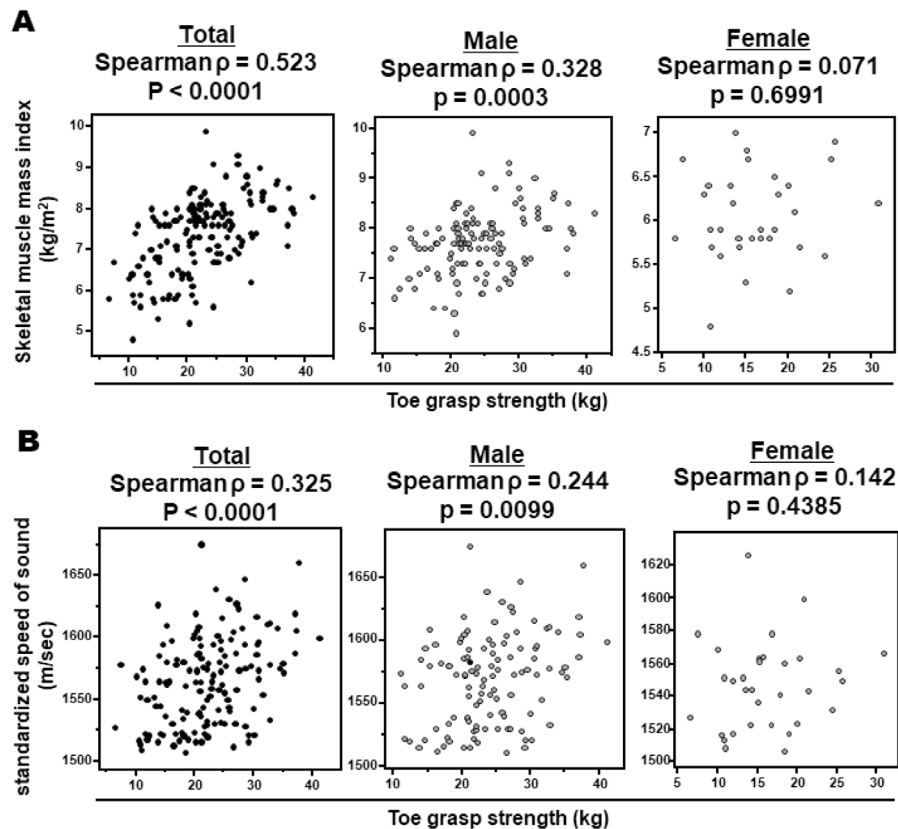 A
Total
Spearman ρ = 0.523
P < 0.0001
Male
Spearman ρ = 0.328
p = 0.0003
Female
Spearman ρ = 0.071
p = 0.6991
Skeletal muscle mass index
(kg/m²)
10
9
8
7
6
5
10
20
30
40
10
9
8
7
6
10
20
30
40
7
6.5
6
5.5
5
4.5
5
10
15
20
25
30
Toe grasp strength (kg)
B
Total
Spearman ρ = 0.325
P < 0.0001
Male
Spearman ρ = 0.244
p = 0.0099
Female
Spearman ρ = 0.142
p = 0.4385
standardized speed of sound
(m/sec)
1650
1600
1550
1500
10
20
30
40
1650
1600
1550
1500
10
20
30
40
1620
1600
1580
1560
1540
1520
1500
5
10
15
20
25
30
Toe grasp strength (kg)